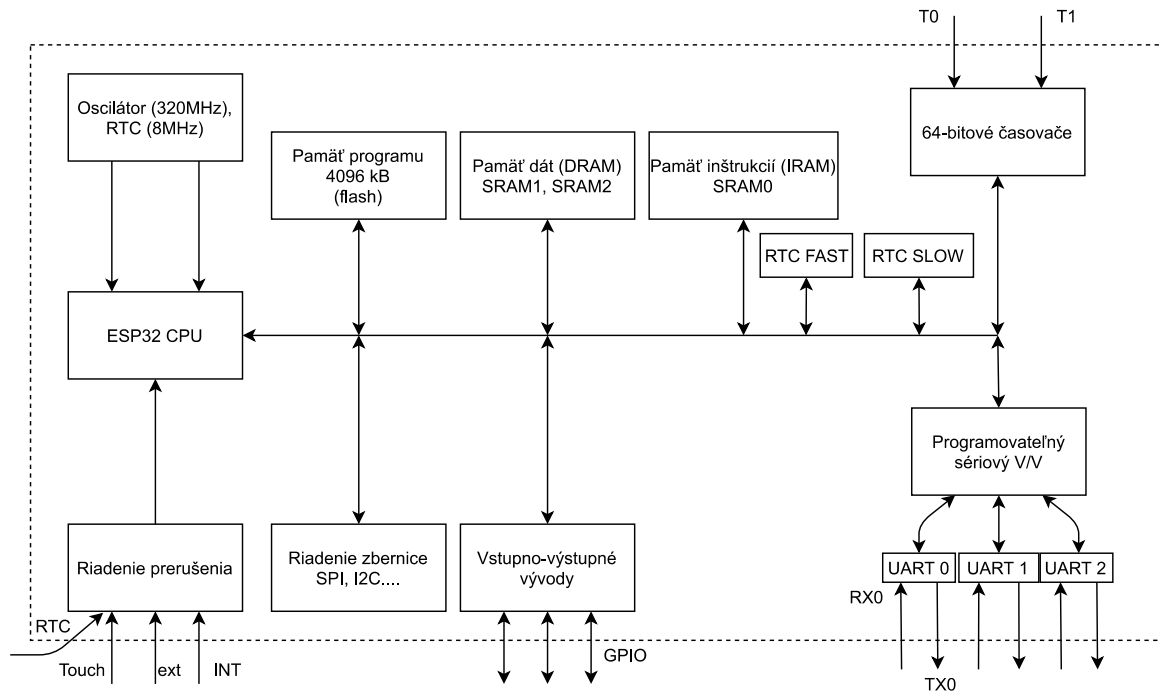 T0
T1
Oscilátor (320MHz),
RTC (8MHz)
64-bitové časovače
Pamäť programu
4096 kB
(flash)
Pamäť dát (DRAM)
SRAM1, SRAM2
Pamäť inštrukcií (IRAM)
SRAM0
RTC FAST
RTC SLOW
ESP32 CPU
Programovateľný
sériový V/V
Riadenie prerušenia
Riadenie zbernice
SPI, I2C....
Vstupno-výstupné
vývody
UART 0
UART 1
UART 2
RX0
RTC
Touch
ext
INT
GPIO
TX0